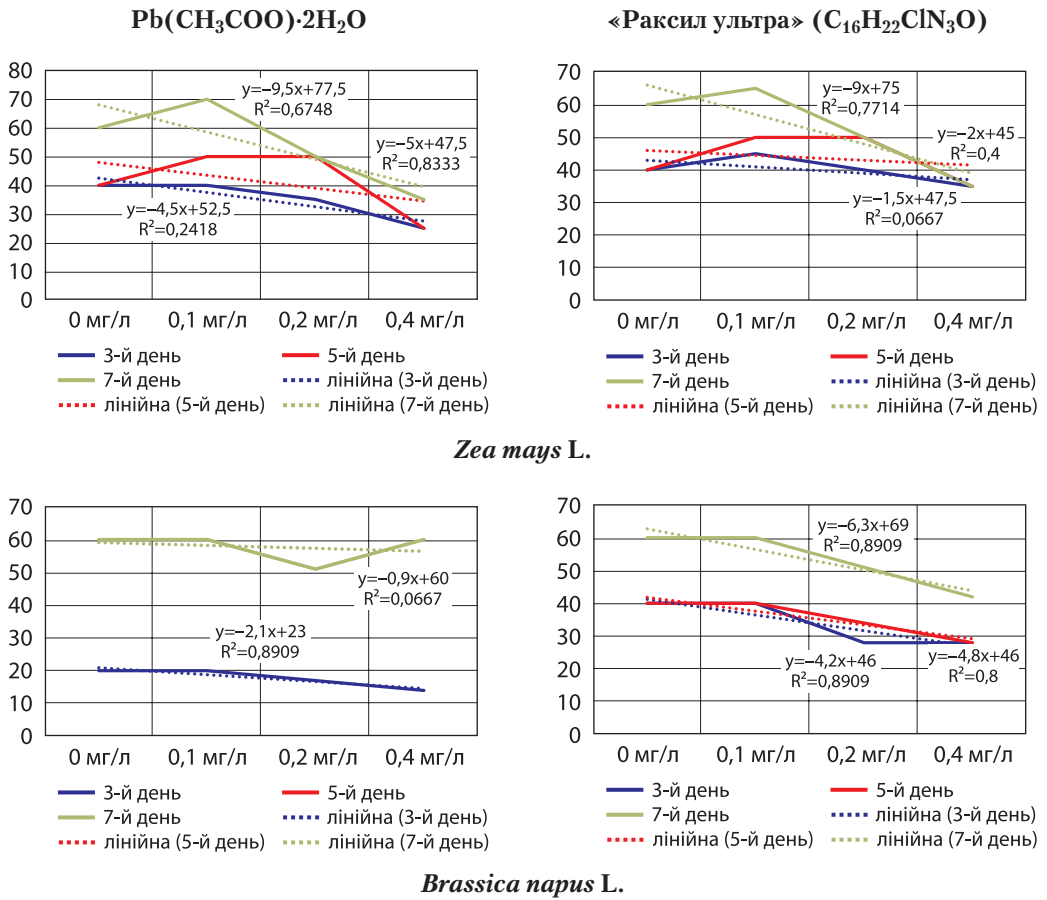 Pb(CH₃COO)·2H₂O
«Раксил ультра» (C₁₆H₂₂ClN₃O)
80
70
60
50
40
30
20
10
0
y=–9,5x+77,5
R²=0,6748
y=–5x+47,5
R²=0,8333
y=–4,5x+52,5
R²=0,2418
0 мг/л 0,1 мг/л 0,2 мг/л 0,4 мг/л
3-й день 5-й день
7-й день лінійна (3-й день)
лінійна (5-й день) лінійна (7-й день)
70
60
50
40
30
20
10
0
y=–9x+75
R²=0,7714
y=–2x+45
R²=0,4
y=–1,5x+47,5
R²=0,0667
0 мг/л 0,1 мг/л 0,2 мг/л 0,4 мг/л
3-й день 5-й день
7-й день лінійна (3-й день)
лінійна (5-й день) лінійна (7-й день)
Zea mays L.
70
60
50
40
30
20
10
0
y=–0,9x+60
R²=0,0667
y=–2,1x+23
R²=0,8909
0 мг/л 0,1 мг/л 0,2 мг/л 0,4 мг/л
3-й день 5-й день
7-й день лінійна (3-й день)
лінійна (5-й день) лінійна (7-й день)
70
60
50
40
30
20
10
0
y=–6,3x+69
R²=0,8909
y=–4,2x+46
R²=0,8909
y=–4,8x+46
R²=0,8
0 мг/л 0,1 мг/л 0,2 мг/л 0,4 мг/л
3-й день 5-й день
7-й день лінійна (3-й день)
лінійна (5-й день) лінійна (7-й день)
Brassica napus L.